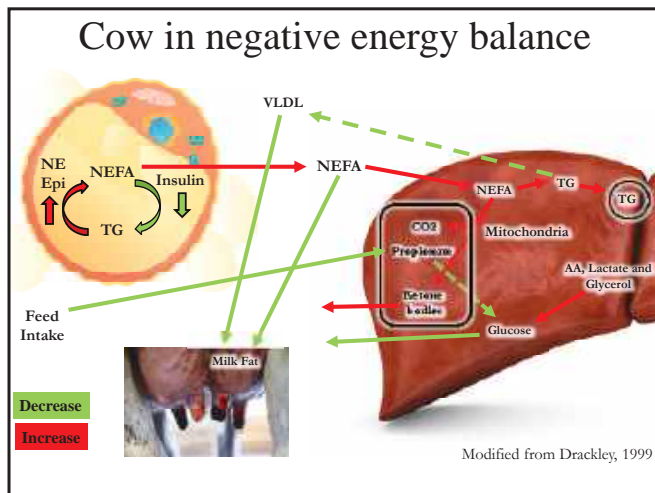 Cow in negative energy balance
VLDL
NE
Epi
NEFA
Insulin
TG
NEFA
NEFA
TG
TG
CO2
Mitochondria
Propionate
AA, Lactate and
Glycerol
Ketone
bodies
Feed
Intake
Glucose
Milk Fat
Decrease
Increase
Modified from Drackley, 1999